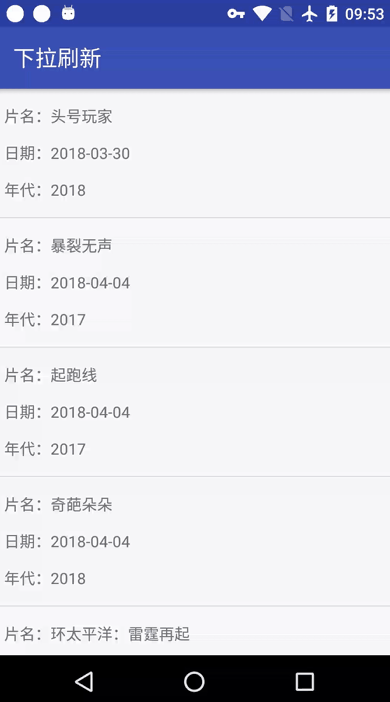 09:53
下拉刷新
片名：头号玩家
日期：2018-03-30
年代：2018
片名：暴裂无声
日期：2018-04-04
年代：2017
片名：起跑线
日期：2018-04-04
年代：2017
片名：奇葩朵朵
日期：2018-04-04
年代：2018
片名：环太平洋：雷霆再起